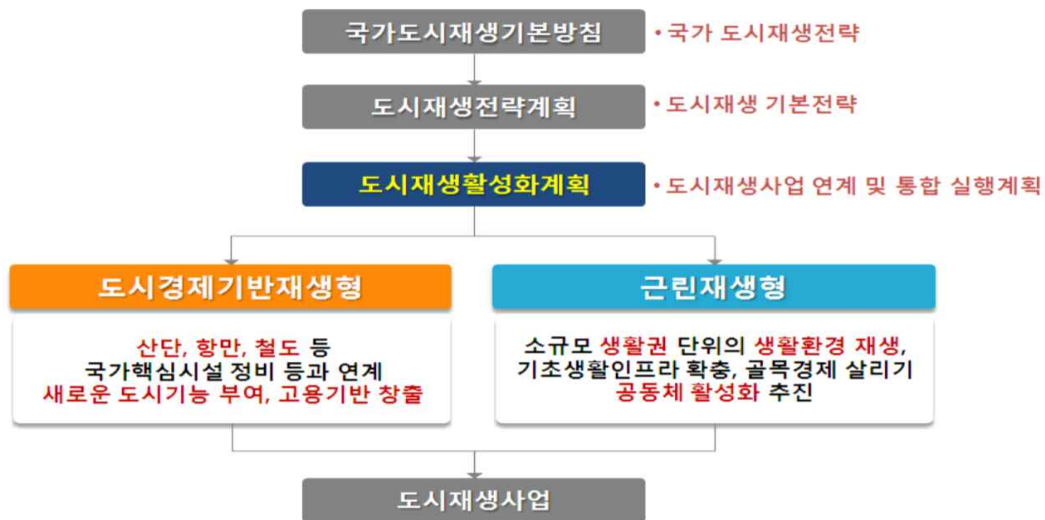 국가도시재생기본방침
• 국가 도시재생전략
도시재생전략계획
• 도시재생 기본전략
도시재생활성화계획
• 도시재생사업 연계 및 통합 실행계획
도시경제기반재생형
산단, 항만, 철도 등
국가핵심시설 정비 등과 연계
새로운 도시기능 부여, 고용기반 창출
근린재생형
소규모 생활권 단위의 생활환경 재생,
기초생활인프라 확충, 골목경제 살리기
공동체 활성화 추진
도시재생사업